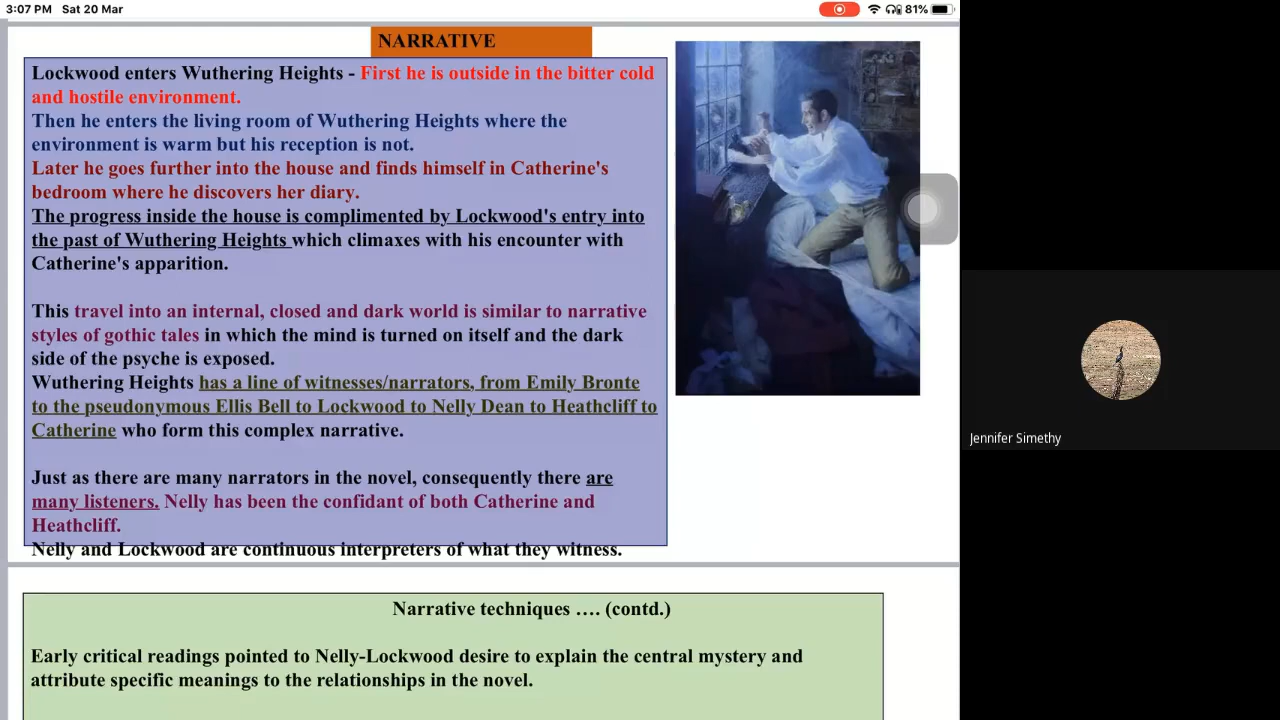 3:07 PM Sat 20 Mar
81%
NARRATIVE
Lockwood enters Wuthering Heights - First he is outside in the bitter cold
and hostile environment.
Then he enters the living room of Wuthering Heights where the
environment is warm but his reception is not.
Later he goes further into the house and finds himself in Catherine's
bedroom where he discovers her diary.
The progress inside the house is complimented by Lockwood's entry into
the past of Wuthering Heights which climaxes with his encounter with
Catherine's apparition.
This travel into an internal, closed and dark world is similar to narrative
styles of gothic tales in which the mind is turned on itself and the dark
side of the psyche is exposed.
Wuthering Heights has a line of witnesses/narrators, from Emily Bronte
to the pseudonymous Ellis Bell to Lockwood to Nelly Dean to Heathcliff to
Catherine who form this complex narrative.
Just as there are many narrators in the novel, consequently there are
many listeners. Nelly has been the confidant of both Catherine and
Heathcliff.
Nelly and Lockwood are continuous interpreters of what they witness.
Jennifer Simethy
Narrative techniques …. (contd.)
Early critical readings pointed to Nelly-Lockwood desire to explain the central mystery and
attribute specific meanings to the relationships in the novel.